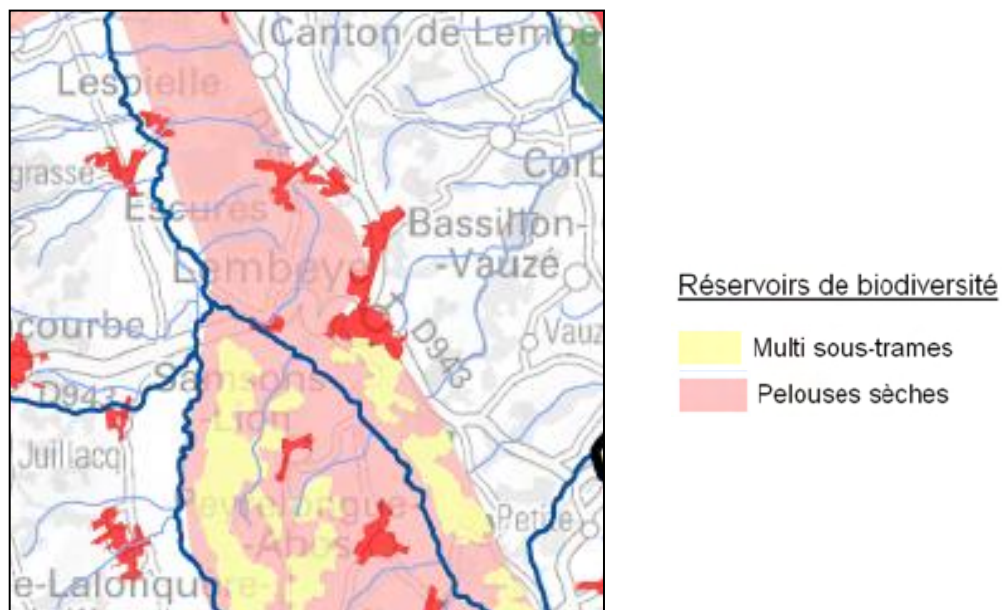 (Canton de Lembe
Lespielle
Corb
grasse
Escures
Bassillon-
-Vauzé
Lembeye
courbe
Vauz
D943
Samsons-
-Lion
D943
Juillacq
Peyrelongue-
-Abos
Petite
e-Lalonquère-
Réservoirs de biodiversité
Multi sous-trames
Pelouses sèches